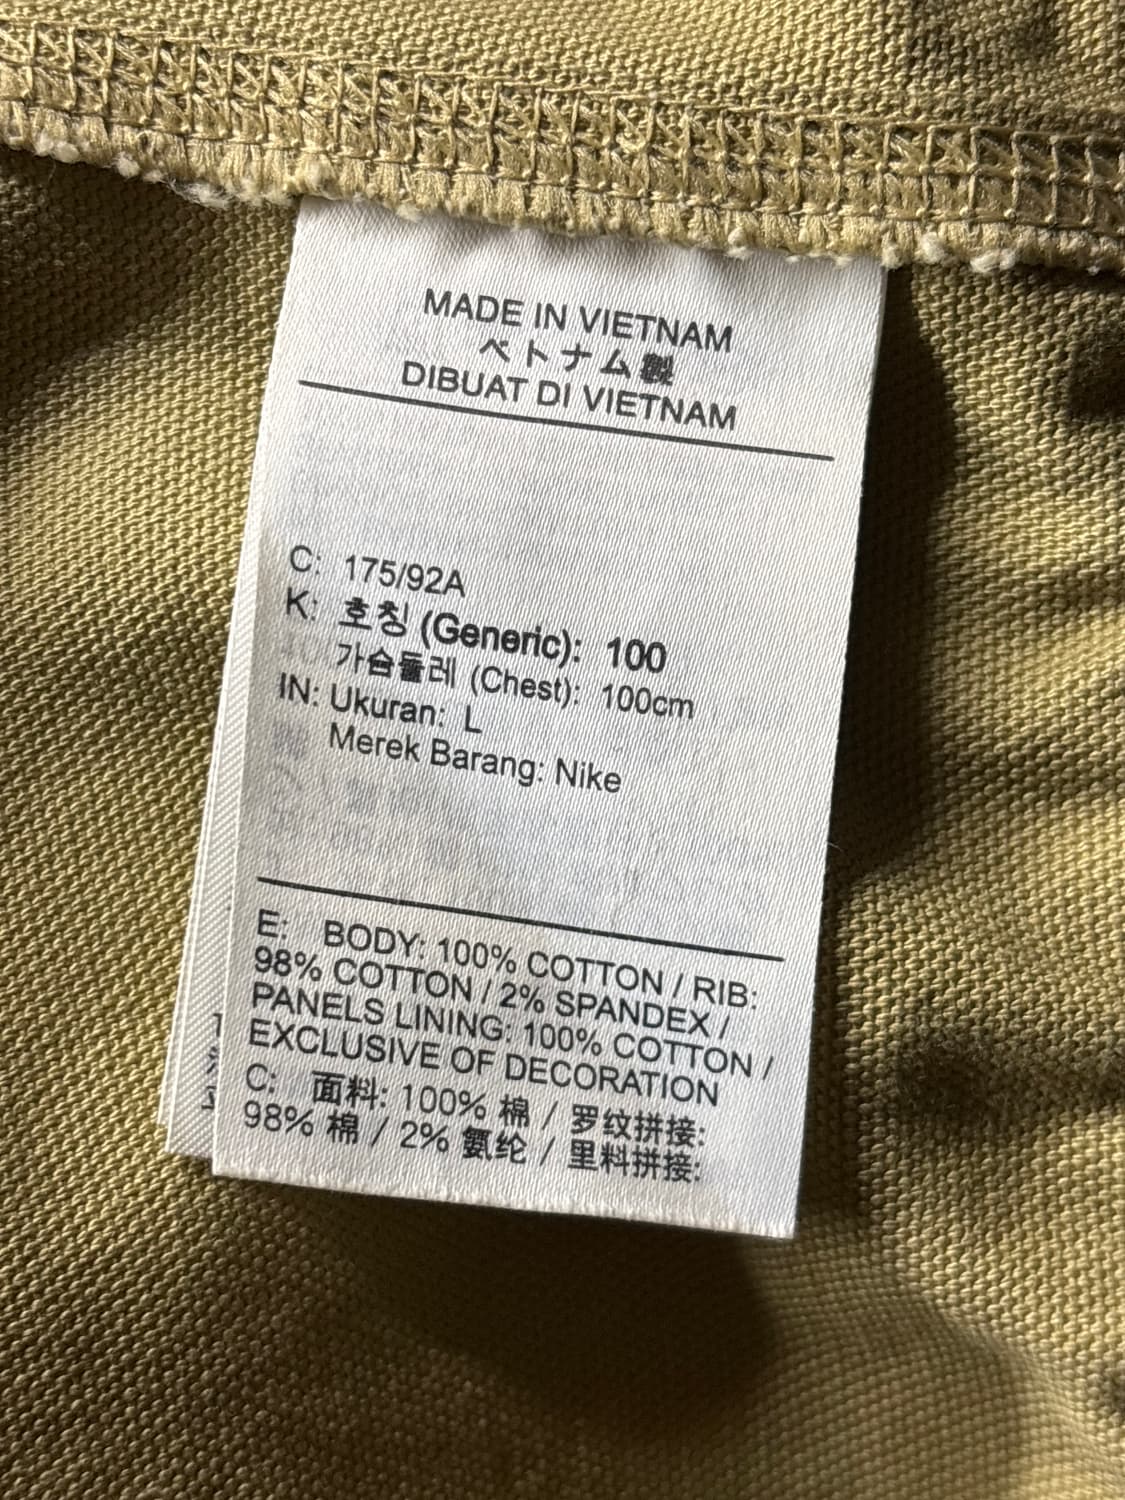 MADE IN VIETNAM
ベトナム製
DIBUAT DI VIETNAM
C: 175/92A
K: 호칭 (Generic): 100
가슴둘레 (Chest): 100cm
IN: Ukuran: L
Merek Barang: Nike
E: BODY: 100% COTTON / RIB:
98% COTTON / 2% SPANDEX /
PANELS LINING: 100% COTTON /
EXCLUSIVE OF DECORATION
C: 面料: 100% 棉 / 罗纹拼接:
98% 棉 / 2% 氨纶 / 里料拼接: